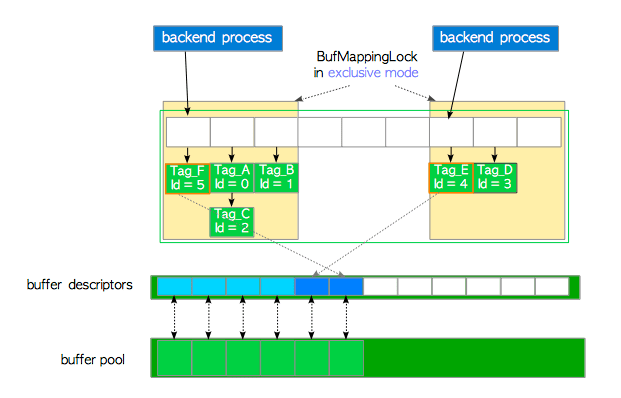 backend process
backend process
BufMappingLock
in exclusive mode
Tag_F
Id = 5
Tag_A
Id = 0
Tag_B
Id = 1
Tag_E
Id = 4
Tag_D
Id = 3
Tag_C
Id = 2
buffer descriptors
buffer pool